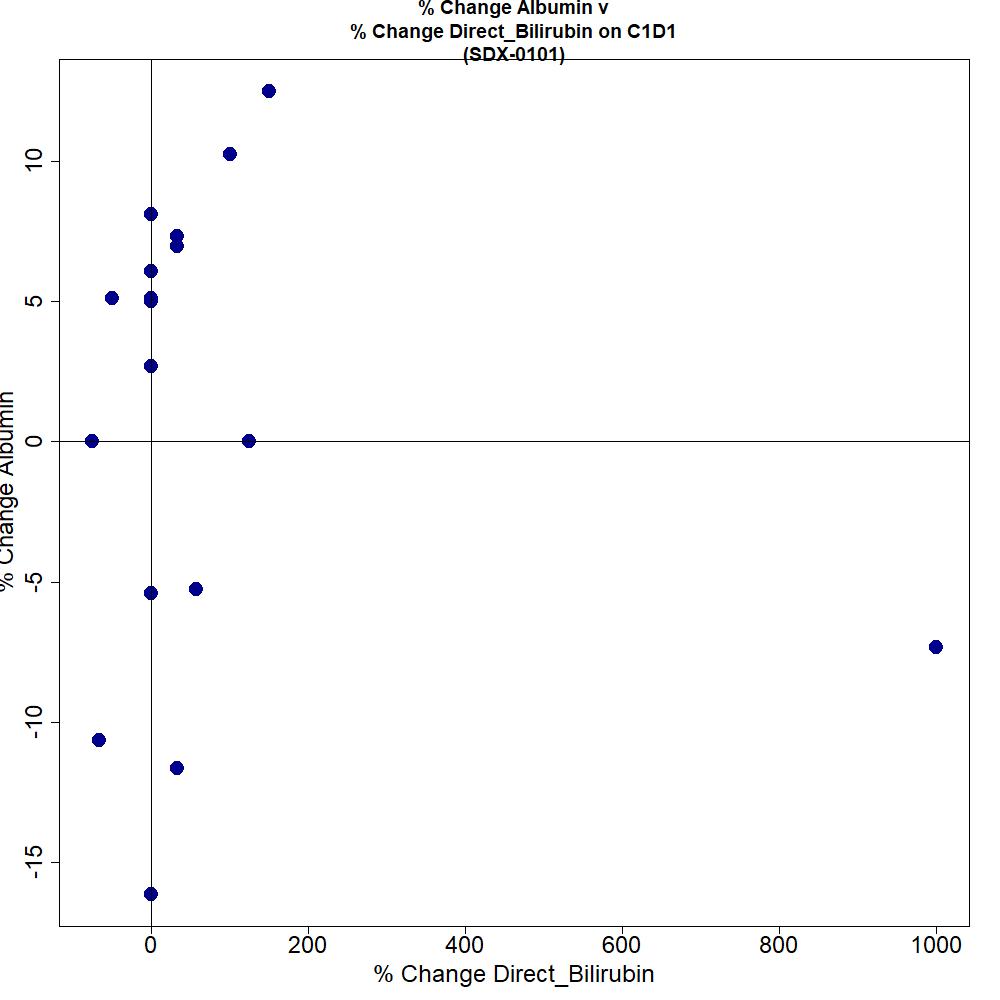 % Change Albumin v
% Change Direct_Bilirubin on C1D1
(SDX-0101)
% Change Albumin
10
5
0
-5
-10
-15
0 200 400 600 800 1000
% Change Direct_Bilirubin